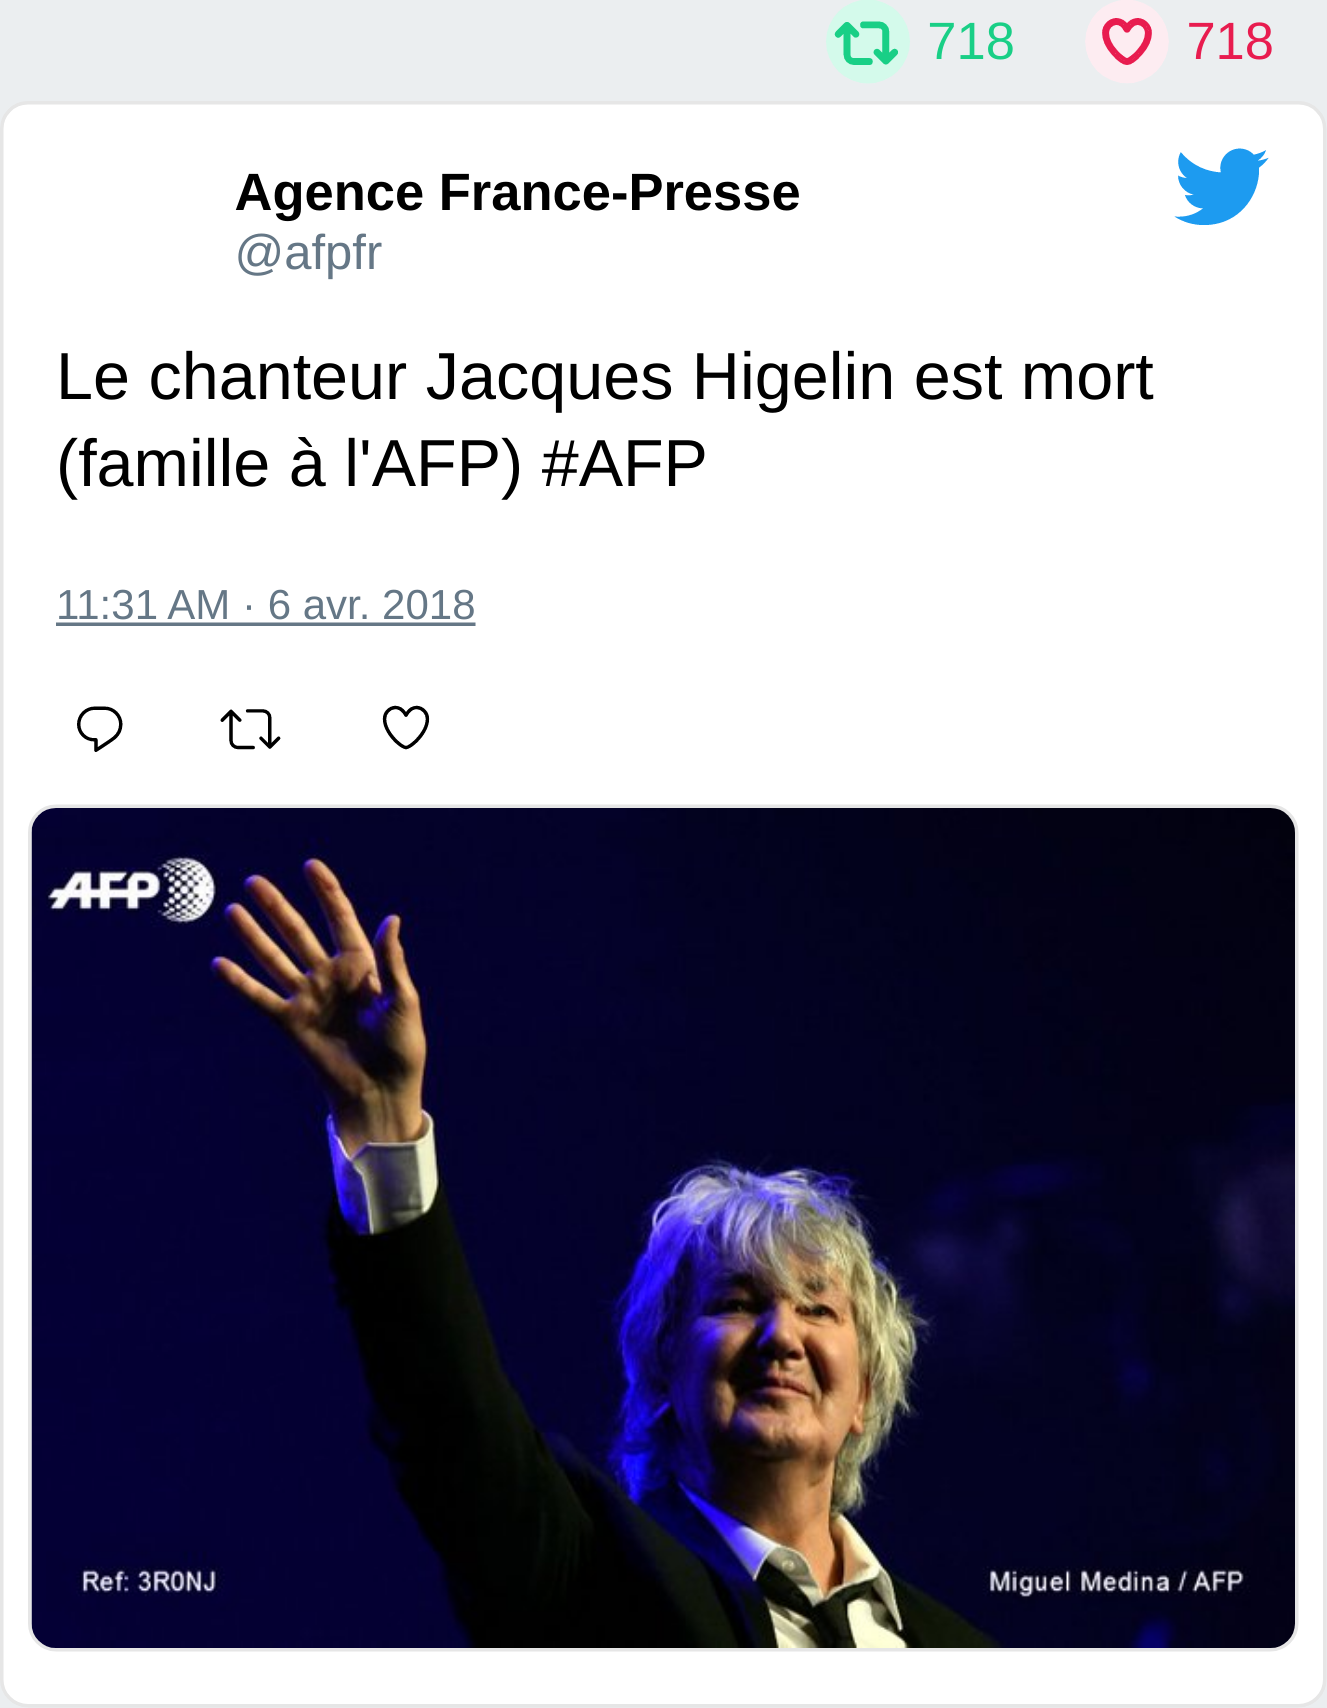 718 718
Agence France-Presse
@afpfr
Le chanteur Jacques Higelin est mort
(famille à l'AFP) #AFP
11:31 AM · 6 avr. 2018
AFP
Ref: 3R0NJ
Miguel Medina / AFP